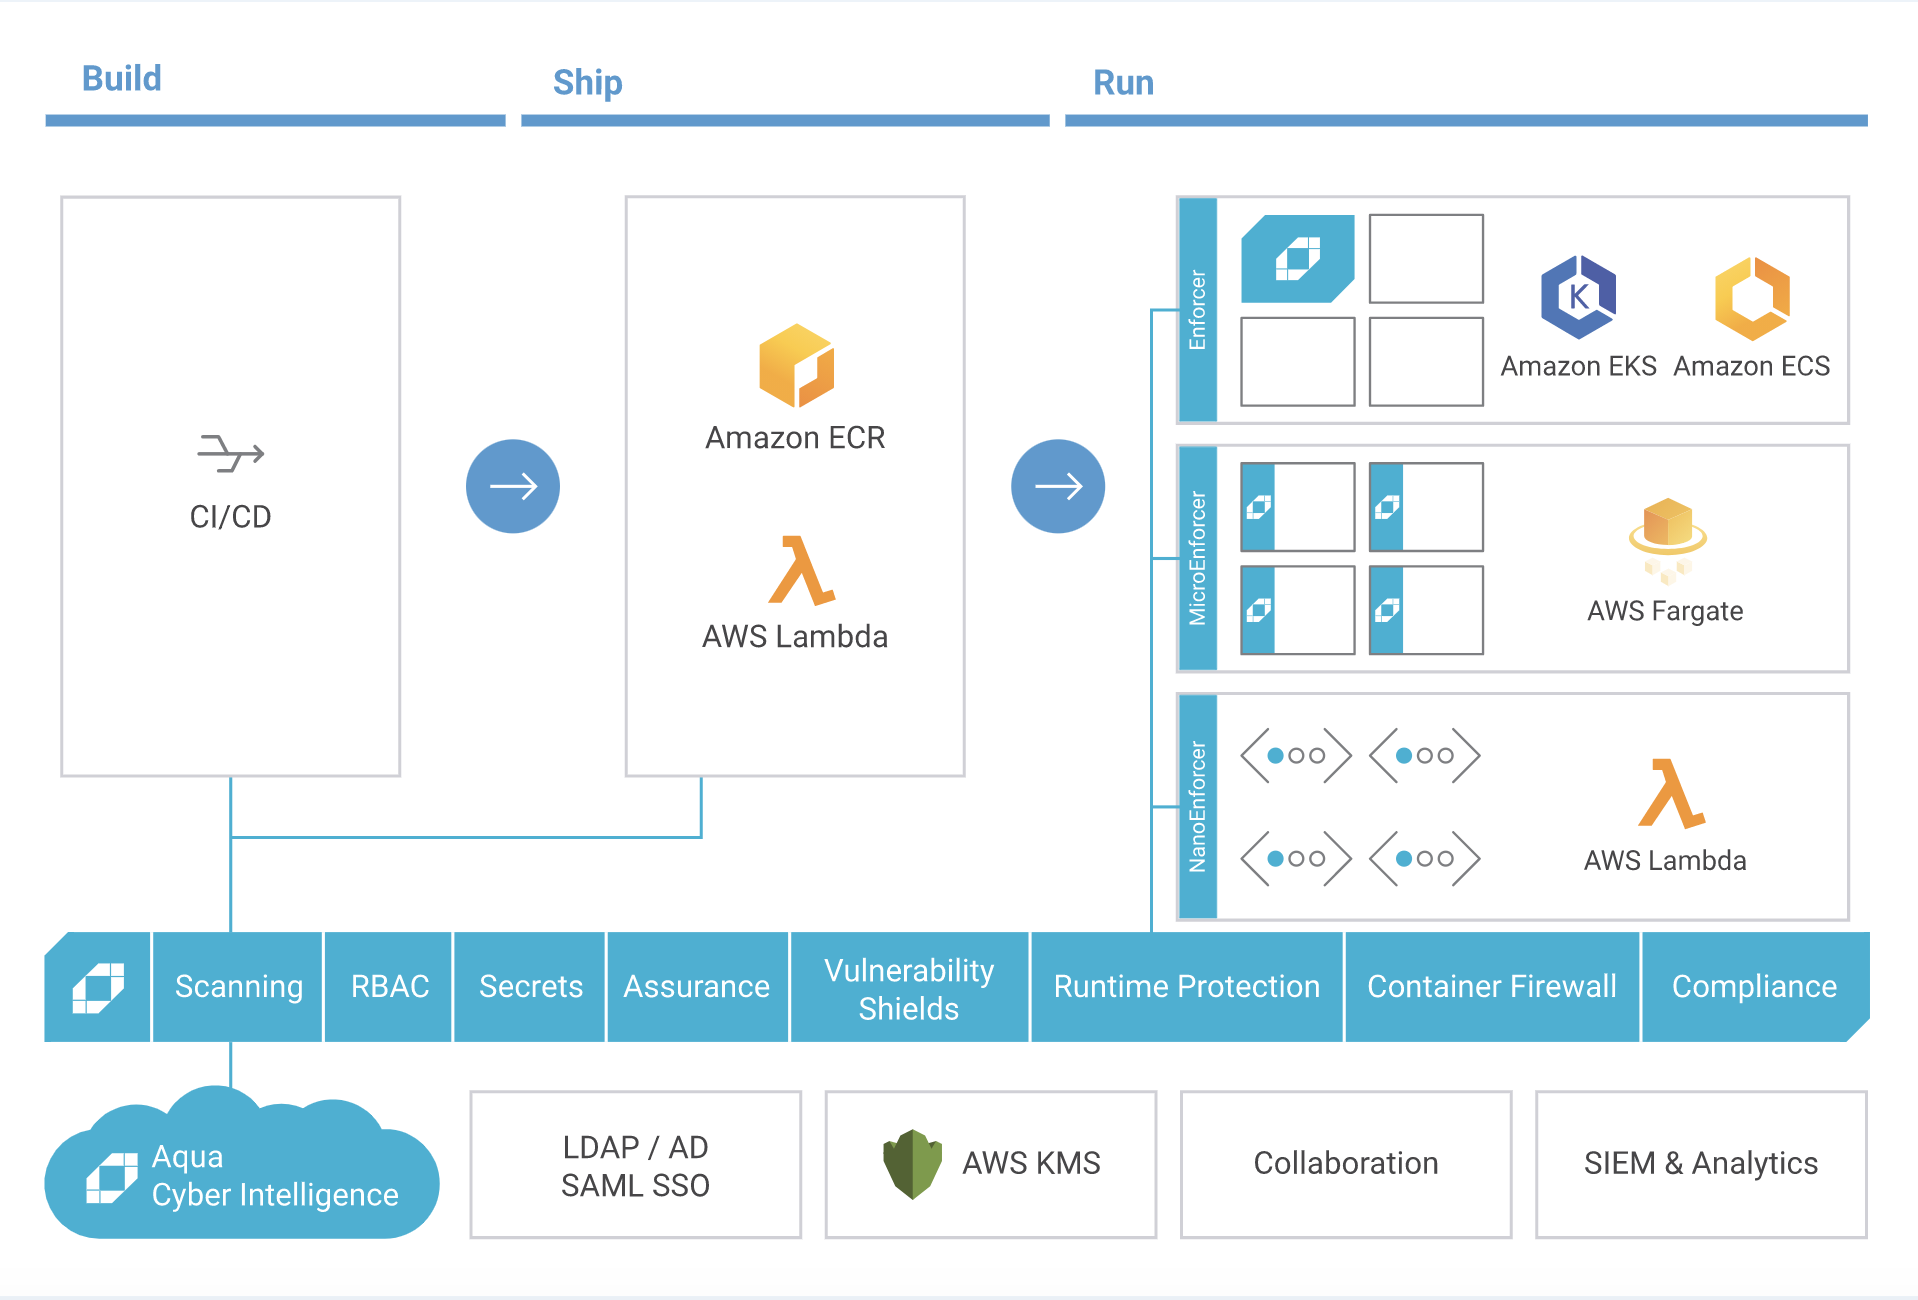 Build
Ship
Run
CI/CD
Amazon ECR
AWS Lambda
Enforcer
Amazon EKS
Amazon ECS
MicroEnforcer
AWS Fargate
NanoEnforcer
AWS Lambda
Scanning
RBAC
Secrets
Assurance
Vulnerability
Shields
Runtime Protection
Container Firewall
Compliance
Aqua
Cyber Intelligence
LDAP / AD
SAML SSO
AWS KMS
Collaboration
SIEM & Analytics